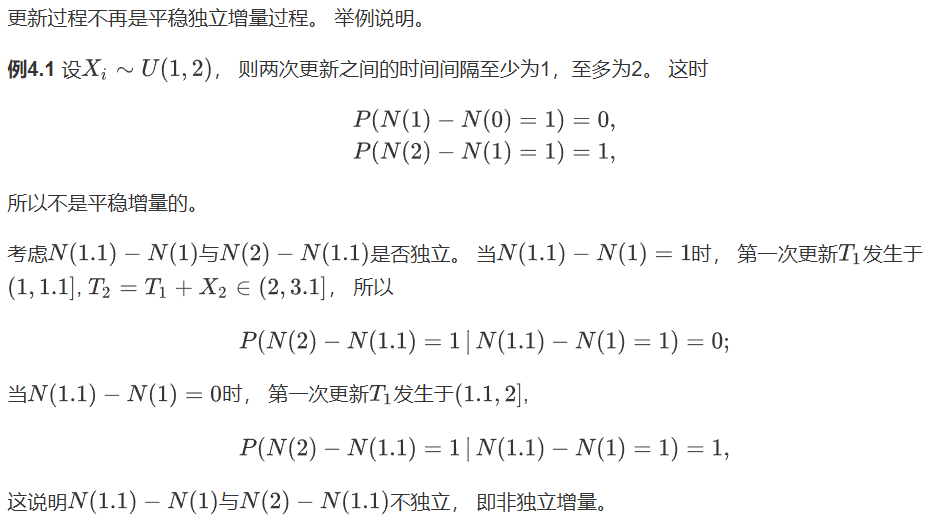 更新过程不再是平稳独立增量过程。 举例说明。
例4.1 设$X_i \sim U(1,2)$， 则两次更新之间的时间间隔至少为1，至多为2。 这时
$P(N(1) - N(0) = 1) = 0,$
$P(N(2) - N(1) = 1) = 1,$
所以不是平稳增量的。
考虑$N(1.1) - N(1)$与$N(2) - N(1.1)$是否独立。 当$N(1.1) - N(1) = 1$时， 第一次更新$T_1$发生于
$(1, 1.1]$, $T_2 = T_1 + X_2 \in (2, 3.1]$， 所以
$P(N(2) - N(1.1) = 1 \,|\, N(1.1) - N(1) = 1) = 0;$
当$N(1.1) - N(1) = 0$时， 第一次更新$T_1$发生于$(1.1, 2]$,
$P(N(2) - N(1.1) = 1 \,|\, N(1.1) - N(1) = 1) = 1,$
这说明$N(1.1) - N(1)$与$N(2) - N(1.1)$不独立， 即非独立增量。